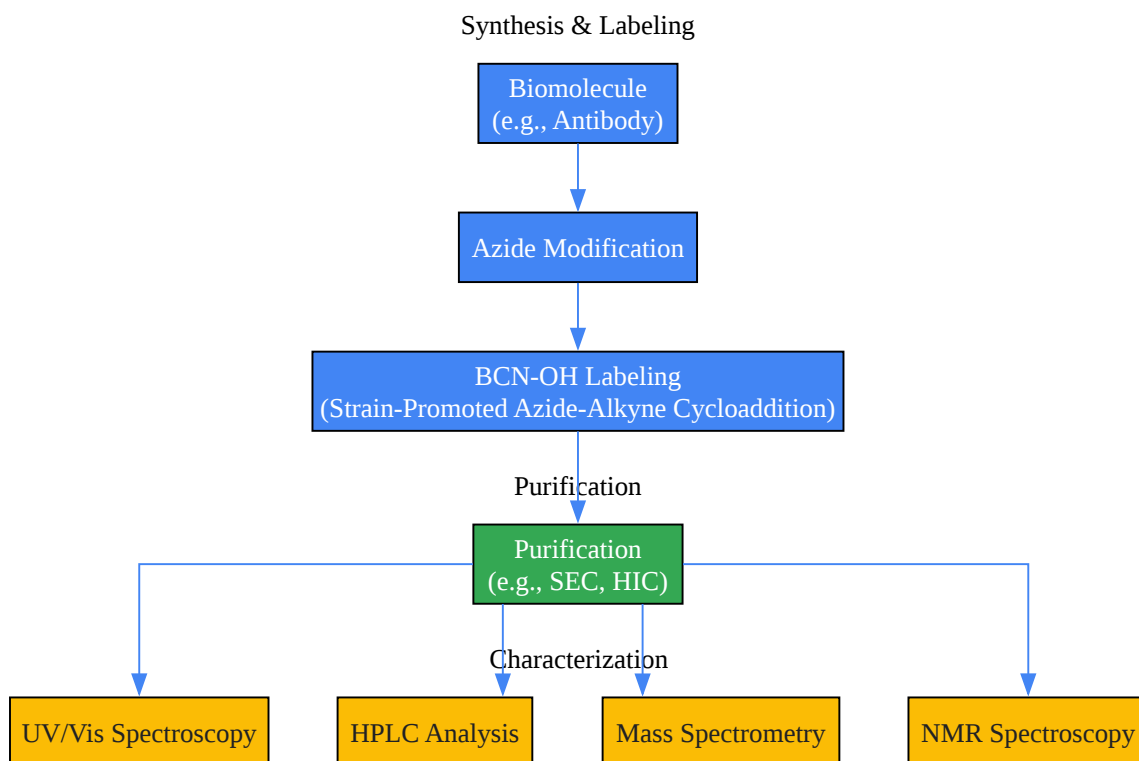 Synthesis & Labeling
Biomolecule
(e.g., Antibody)
Azide Modification
BCN-OH Labeling
(Strain-Promoted Azide-Alkyne Cycloaddition)
Purification
Purification
(e.g., SEC, HIC)
Characterization
UV/Vis Spectroscopy
HPLC Analysis
Mass Spectrometry
NMR Spectroscopy